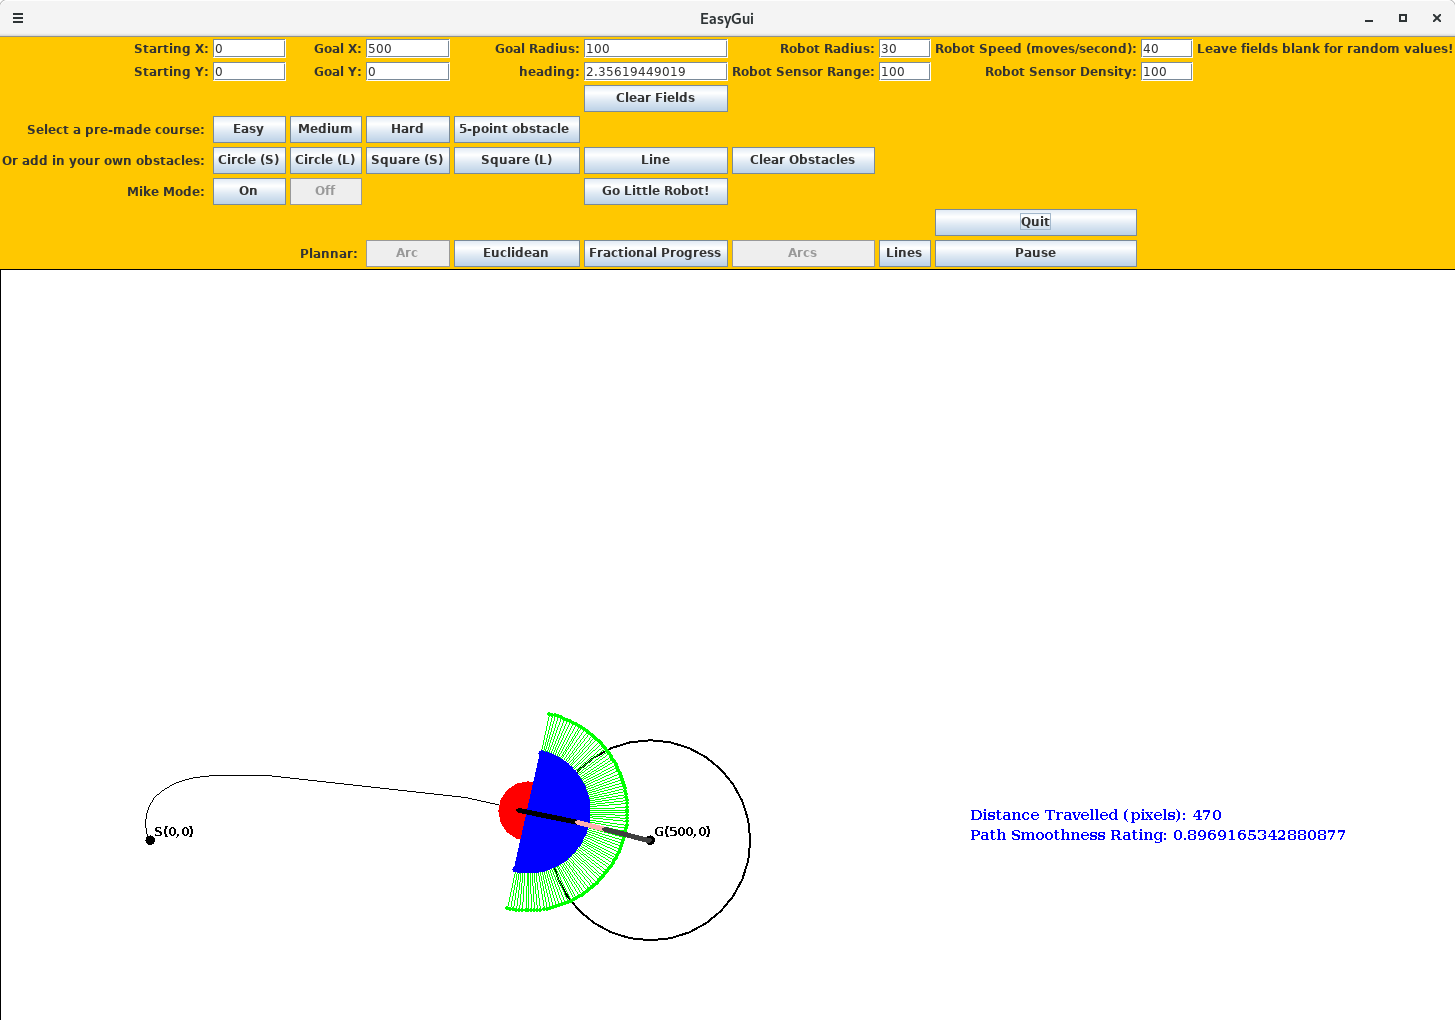 EasyGui
Starting X: 0 Goal X: 500 Goal Radius: 100 Robot Radius: 30 Robot Speed (moves/second): 40 Leave fields blank for random values!
Starting Y: 0 Goal Y: 0 heading: 2.35619449019 Robot Sensor Range: 100 Robot Sensor Density: 100
Clear Fields
Select a pre-made course: Easy Medium Hard 5-point obstacle
Or add in your own obstacles: Circle (S) Circle (L) Square (S) Square (L) Line Clear Obstacles
Mike Mode: On Off Go Little Robot!
Quit
Plannar: Arc Euclidean Fractional Progress Arcs Lines Pause
Distance Travelled (pixels): 470
S(0,0) G(500,0)
Path Smoothness Rating: 0.8969165342880877